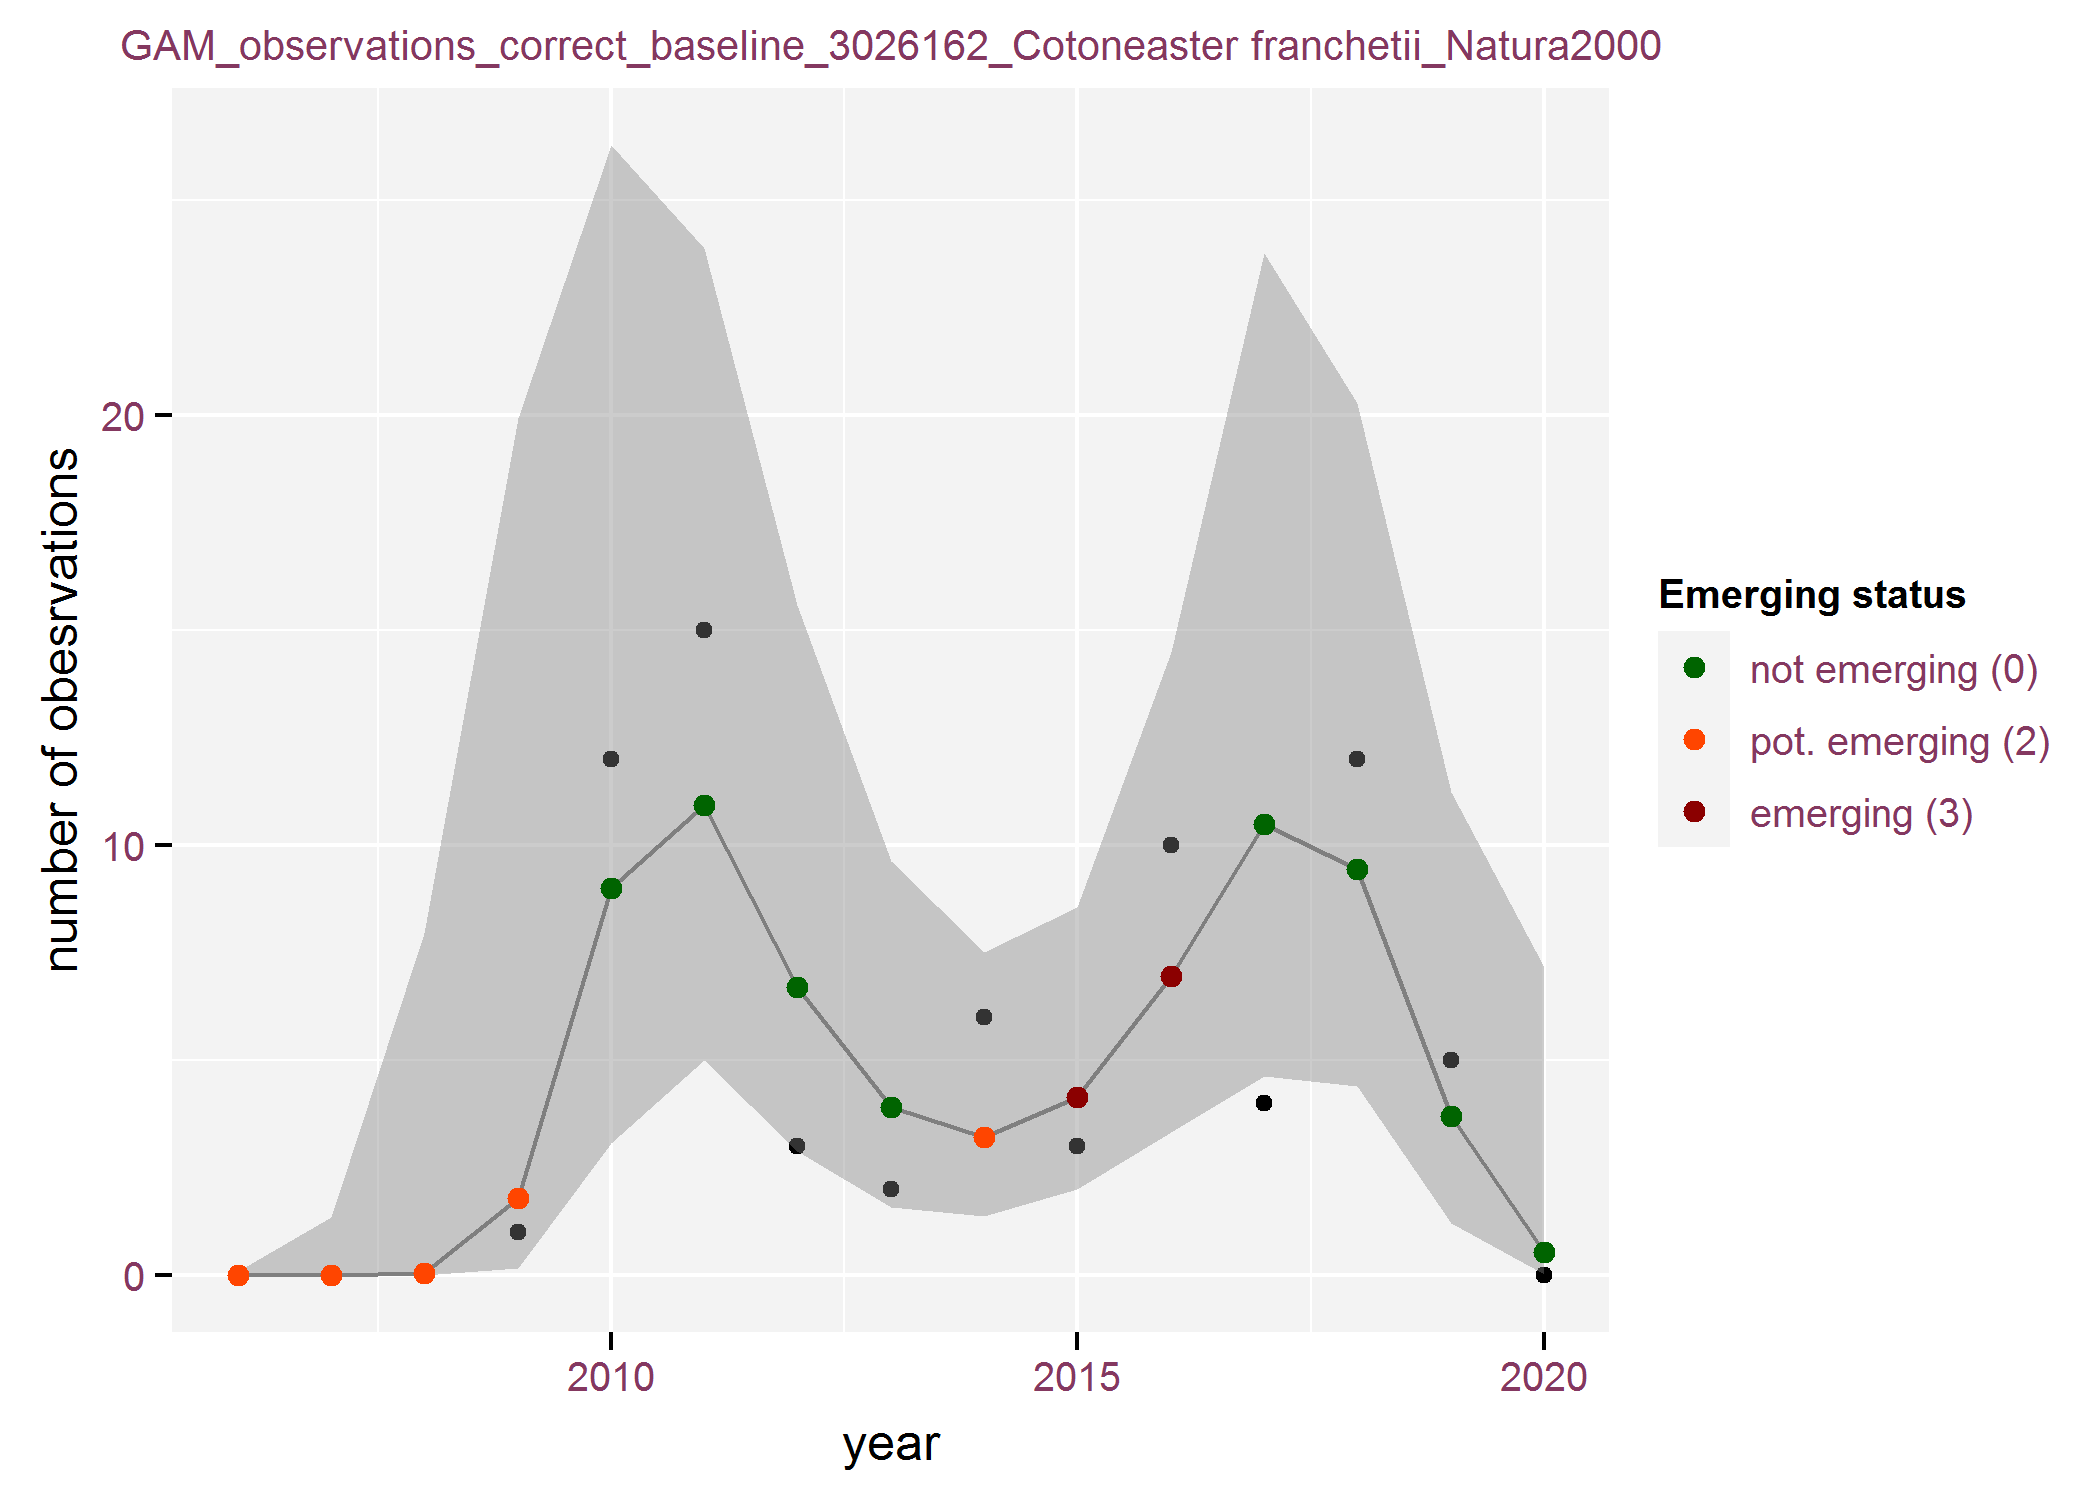 GAM_observations_correct_baseline_3026162_Cotoneaster franchetii_Natura2000
number of obesrvations
20
10
0
2010
2015
2020
year
Emerging status
not emerging (0)
pot. emerging (2)
emerging (3)